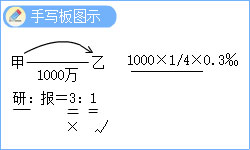 手写板图示
甲 乙 1000×1/4×0.3‰
1000万
研：报＝3：1
× ✓